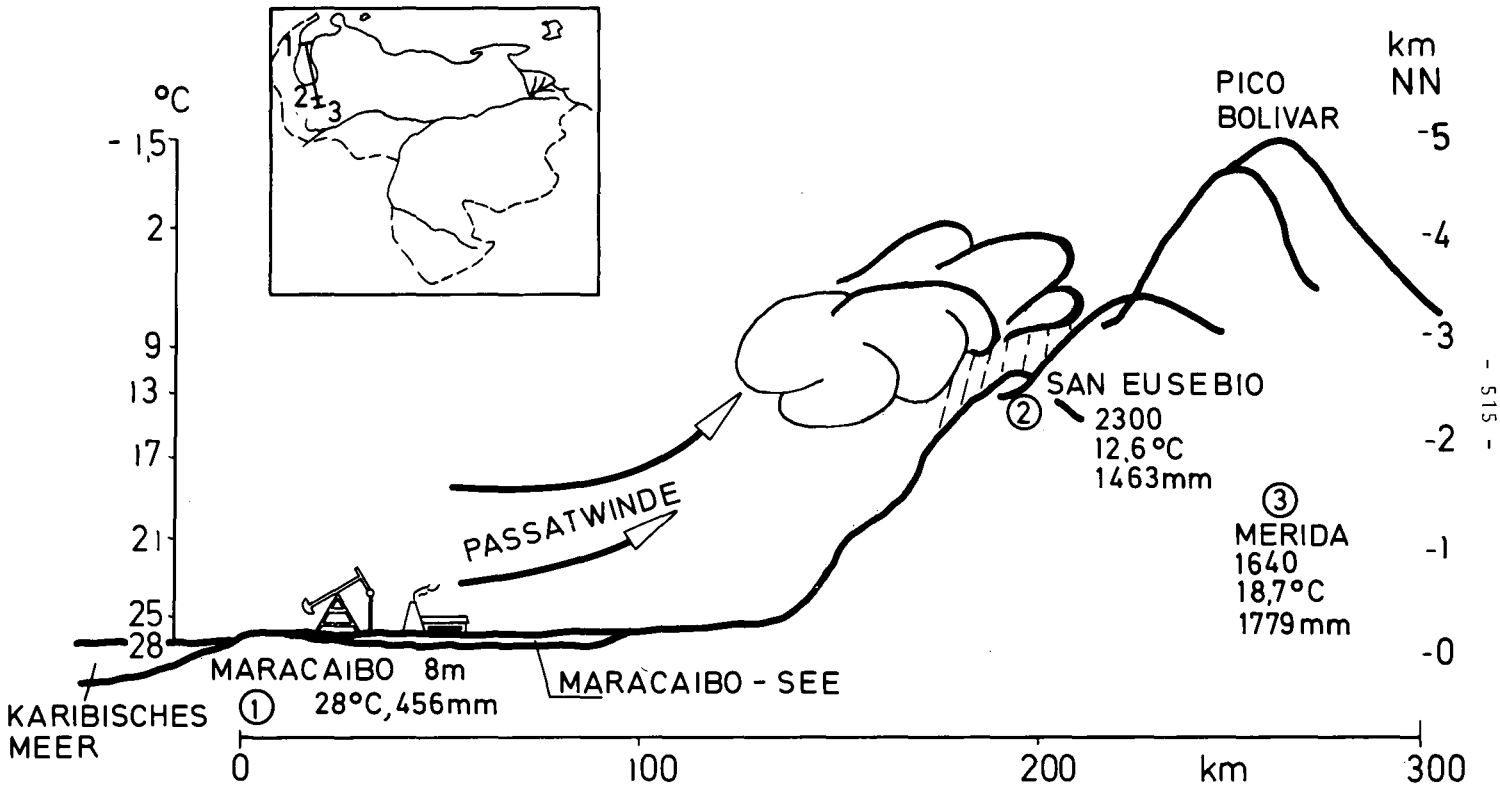 1
2
3
°C
- 1,5
2
9
13
17
21
25
28
km
NN
-5
-4
-3
-2
-1
-0
PICO
BOLIVAR
SAN EUSEBIO
②
2300
12,6°C
1463mm
③
MERIDA
1640
18,7°C
1779mm
PASSATWINDE
MARACAIBO 8m
① 28°C, 456mm
MARACAIBO - SEE
KARIBISCHES
MEER
0 100 200 km 300
- 515 -